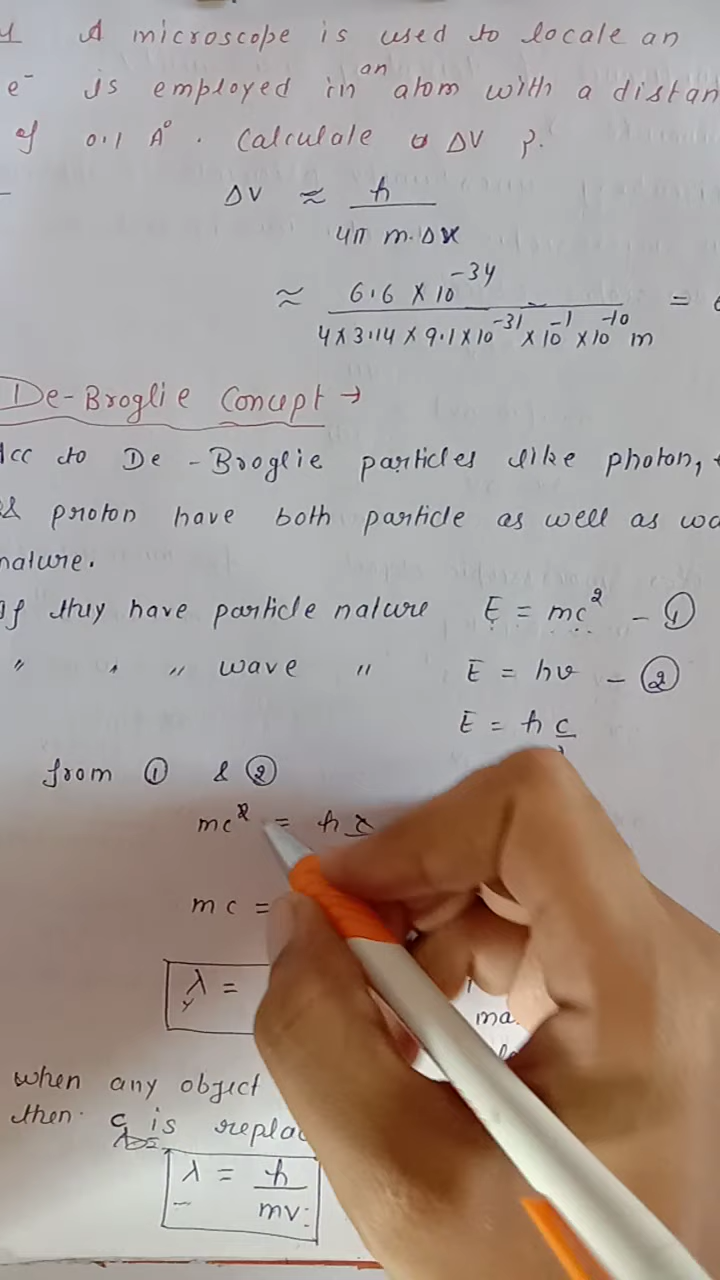 A microscope is used to locale an
e⁻ is employed in an atom with a distan
of 0.1 A° . Calculate ΔV ?.
ΔV ≈ h / 4π m.Δx
≈ 6.6 × 10⁻³⁴ / 4 × 3.14 × 9.1 × 10⁻³¹ × 10⁻¹ × 10⁻¹⁰ m =
De-Broglie Concept →
Acc to De-Broglie particles like photon,
& proton have both particle as well as wa
nature.
If they have particle nature E = mc² - ①
" " " wave " E = hν - ②
E = h c
from ① & ②
mc² = h c
mc =
λ =
ma.
when any object
then c is replac
λ = h / mv